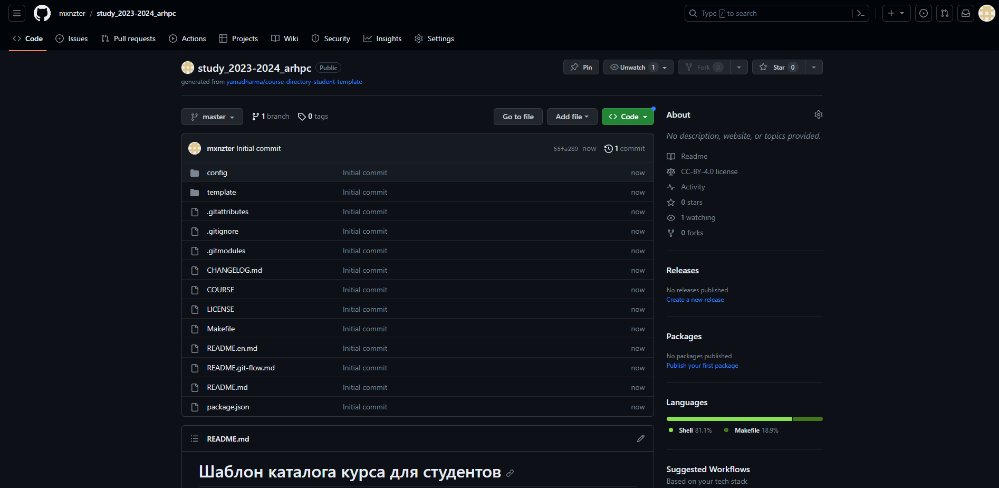 mxnzter / study_2023-2024_arhpc
Type / to search
Code Issues Pull requests Actions Projects Wiki Security Insights Settings
study_2023-2024_arhpc Public
Pin Unwatch 1 Fork 0 Star 0
generated from yamadharma/course-directory-student-template
master 1 branch 0 tags Go to file Add file Code
mxnzter Initial commit 55fa289 now 1 commit
config Initial commit now
template Initial commit now
.gitattributes Initial commit now
.gitignore Initial commit now
.gitmodules Initial commit now
CHANGELOG.md Initial commit now
COURSE Initial commit now
LICENSE Initial commit now
Makefile Initial commit now
README.en.md Initial commit now
README.git-flow.md Initial commit now
README.md Initial commit now
package.json Initial commit now
README.md
Шаблон каталога курса для студентов
About
No description, website, or topics provided.
Readme
CC-BY-4.0 license
Activity
0 stars
1 watching
0 forks
Releases
No releases published
Create a new release
Packages
No packages published
Publish your first package
Languages
Shell 81.1% Makefile 18.9%
Suggested Workflows
Based on your tech stack